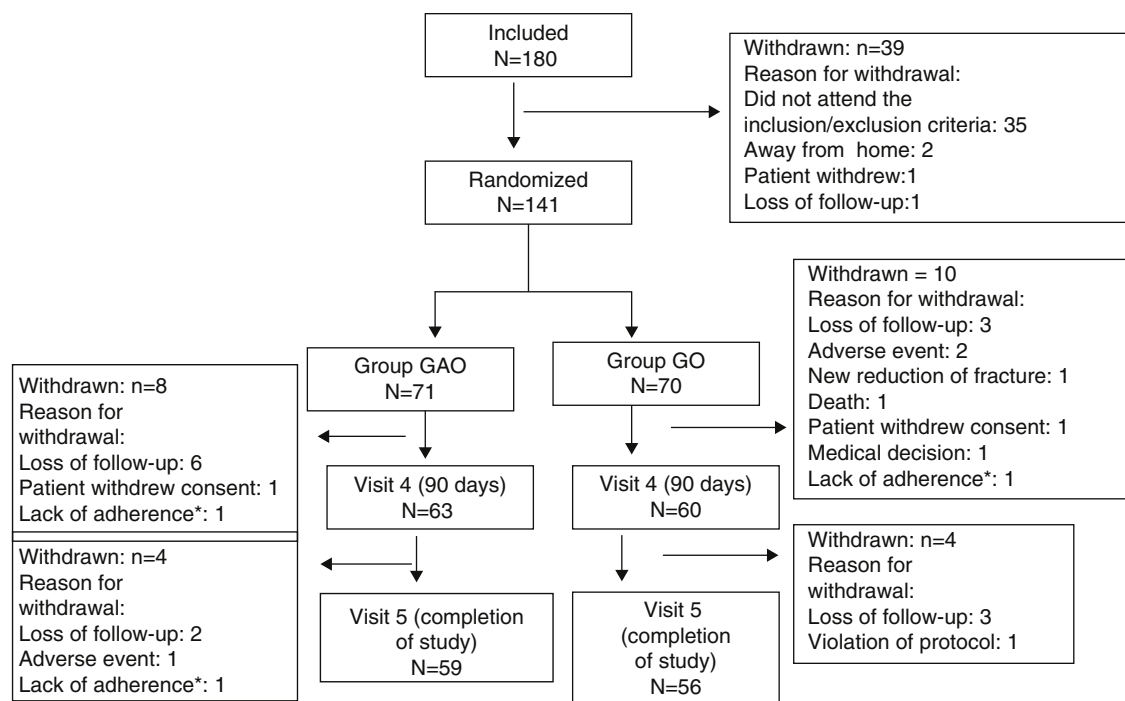 Included
N=180
Withdrawn: n=39
Reason for withdrawal:
Did not attend the
inclusion/exclusion criteria: 35
Away from home: 2
Patient withdrew:1
Loss of follow-up:1
Randomized
N=141
Group GAO
N=71
Group GO
N=70
Withdrawn: n=8
Reason for
withdrawal:
Loss of follow-up: 6
Patient withdrew consent: 1
Lack of adherence*: 1
Withdrawn = 10
Reason for withdrawal:
Loss of follow-up: 3
Adverse event: 2
New reduction of fracture: 1
Death: 1
Patient withdrew consent: 1
Medical decision: 1
Lack of adherence*: 1
Visit 4 (90 days)
N=63
Visit 4 (90 days)
N=60
Withdrawn: n=4
Reason for
withdrawal:
Loss of follow-up: 2
Adverse event: 1
Lack of adherence*: 1
Withdrawn: n=4
Reason for
withdrawal:
Loss of follow-up: 3
Violation of protocol: 1
Visit 5 (completion
of study)
N=59
Visit 5
(completion
of study)
N=56